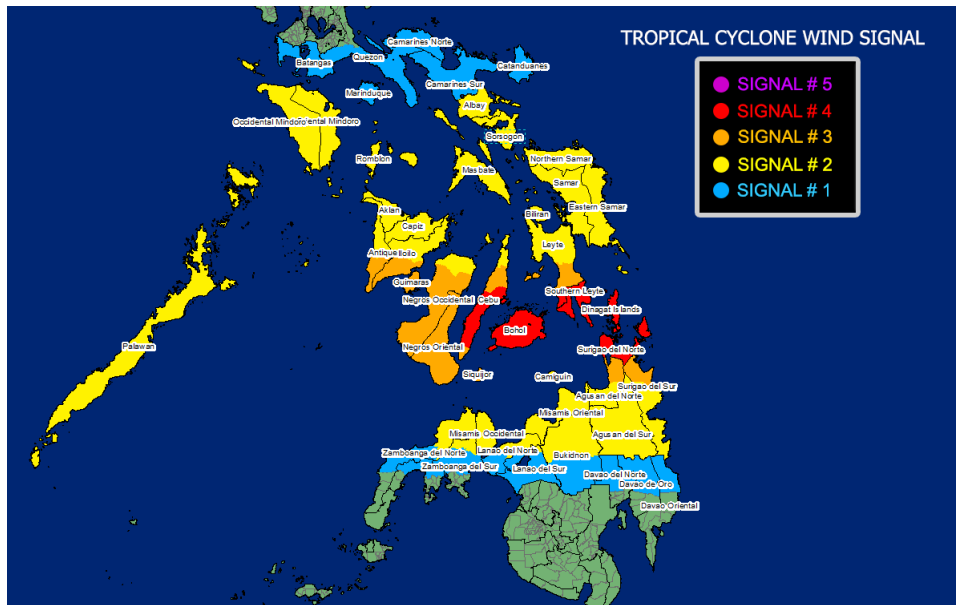 TROPICAL CYCLONE WIND SIGNAL
SIGNAL # 5
SIGNAL # 4
SIGNAL # 3
SIGNAL # 2
SIGNAL # 1
Camarines Norte
Quezon
Batangas
Catanduanes
Camarines Sur
Marinduque
Albay
Occidental Mindoro
ental Mindoro
Sorsogon
Romblon
Masbate
Northern Samar
Samar
Eastern Samar
Aklan
Biliran
Capiz
Leyte
Antique
Iloilo
Guimaras
Southern Leyte
Negros Occidental
Cebu
Dinagat Islands
Bohol
Palawan
Negros Oriental
Surigao del Norte
Siquijor
Camiguin
Surigao del Sur
Agusan del Norte
Misamis Oriental
Misamis Occidental
Agusan del Sur
Zamboanga del Norte
Lanao del Norte
Bukidnon
Zamboanga del Sur
Lanao del Sur
Davao del Norte
Davao de Oro
Davao Oriental